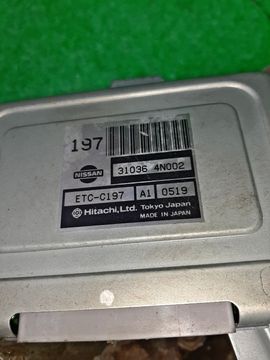 197
NISSAN 31036 4N002
ETC-C197 A1 0519
Hitachi, Ltd. Tokyo Japan
MADE IN JAPAN